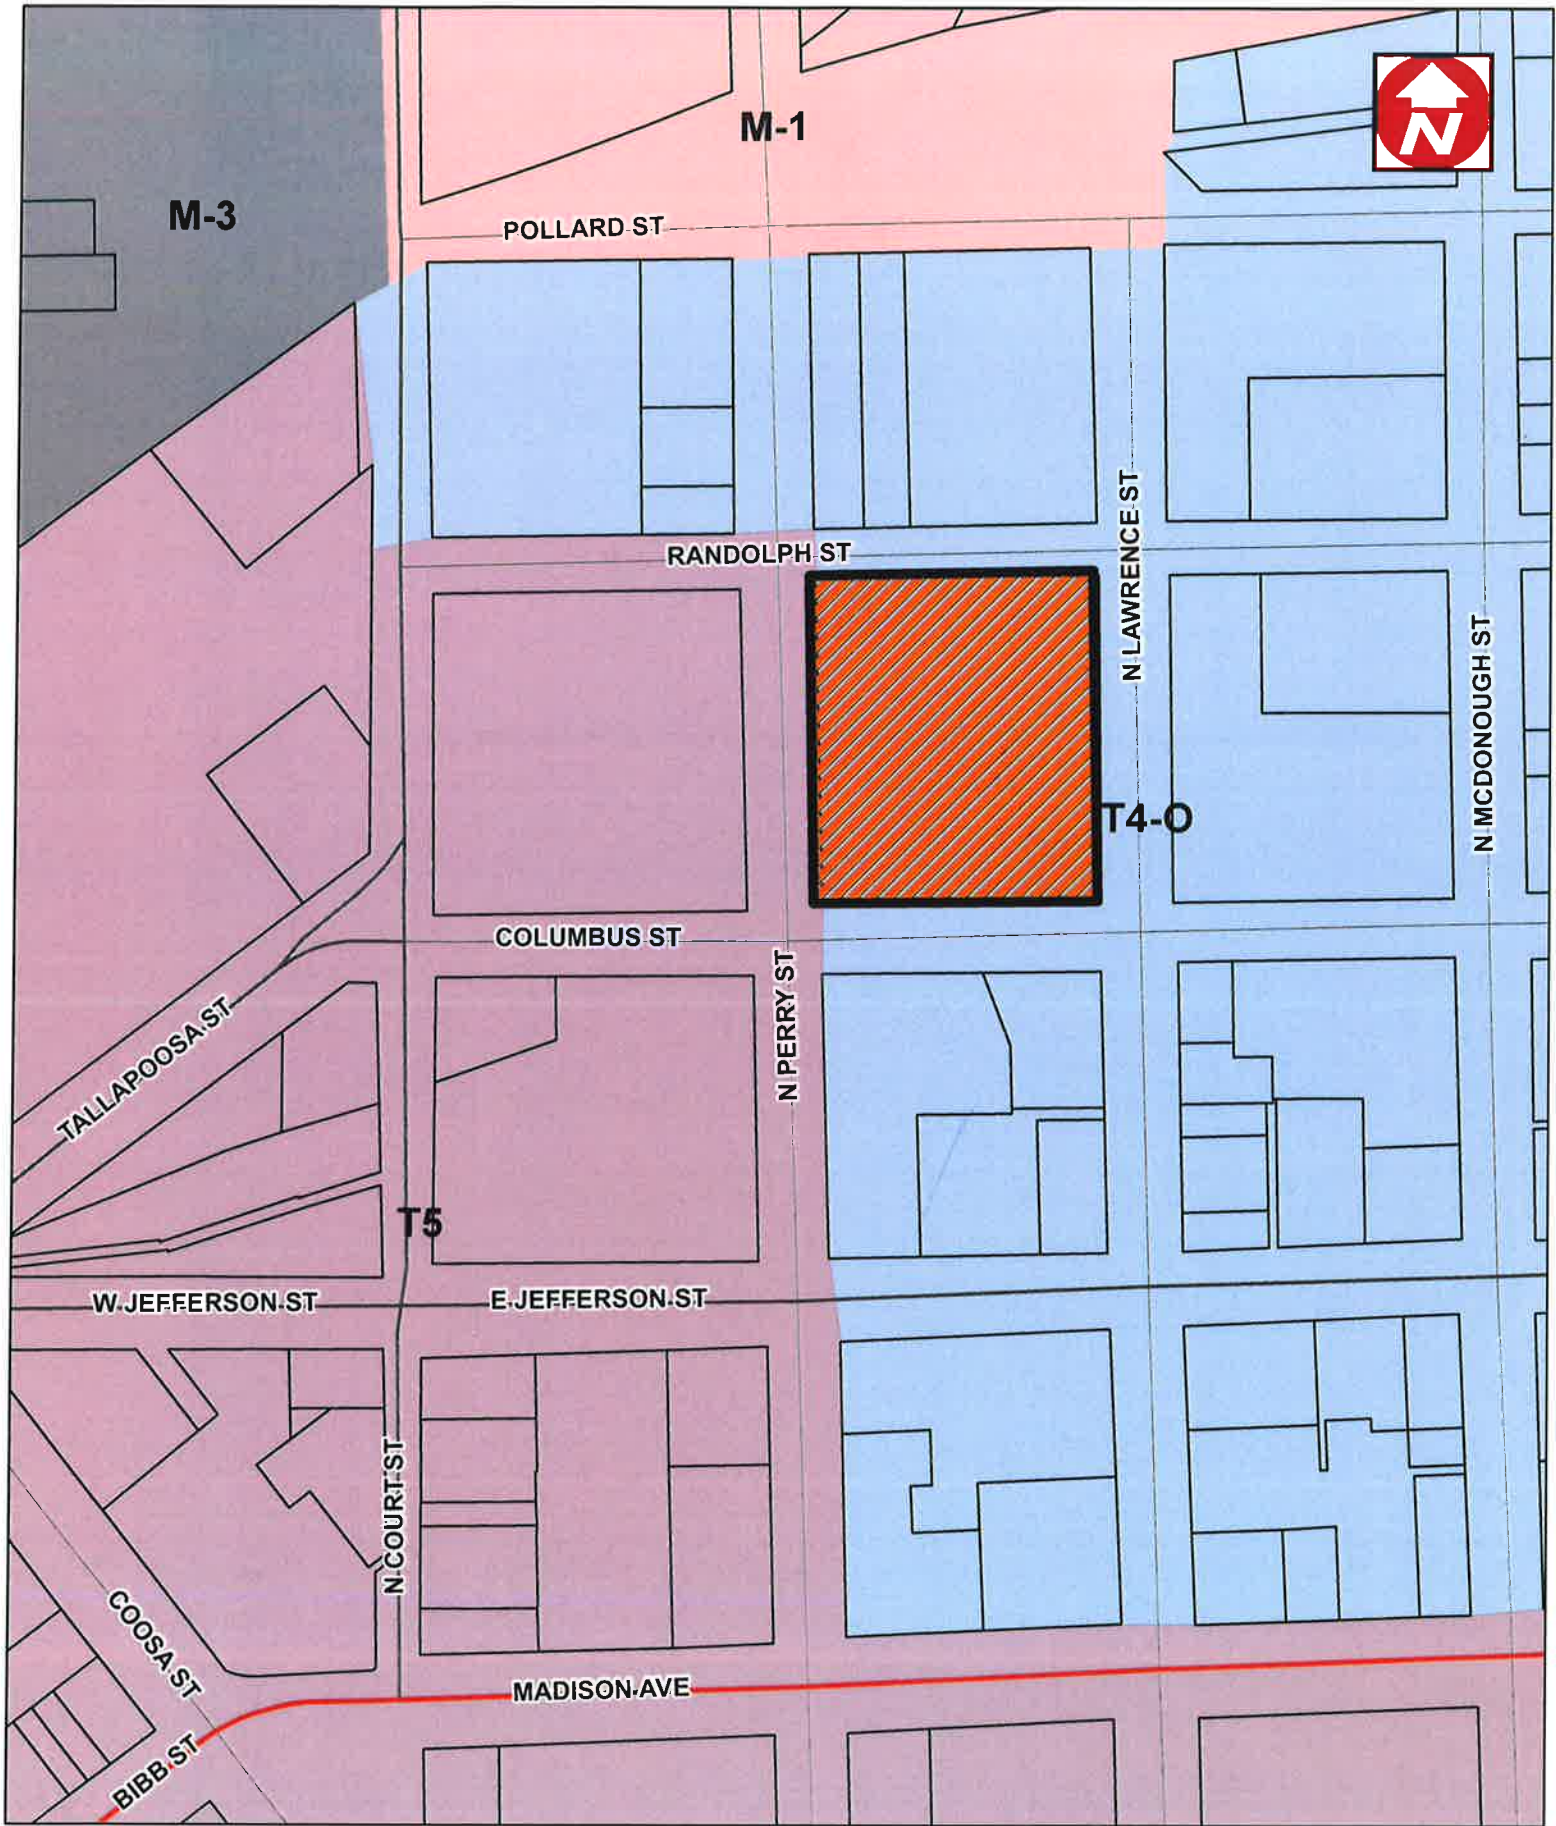 M-1
N
M-3
POLLARD ST
N LAWRENCE ST
RANDOLPH ST
N MCDONOUGH ST
T4-O
COLUMBUS ST
N PERRY ST
TALLAPOOSA ST
T5
W JEFFERSON ST
E JEFFERSON ST
N COURT ST
COOSA ST
MADISON AVE
BIBB ST